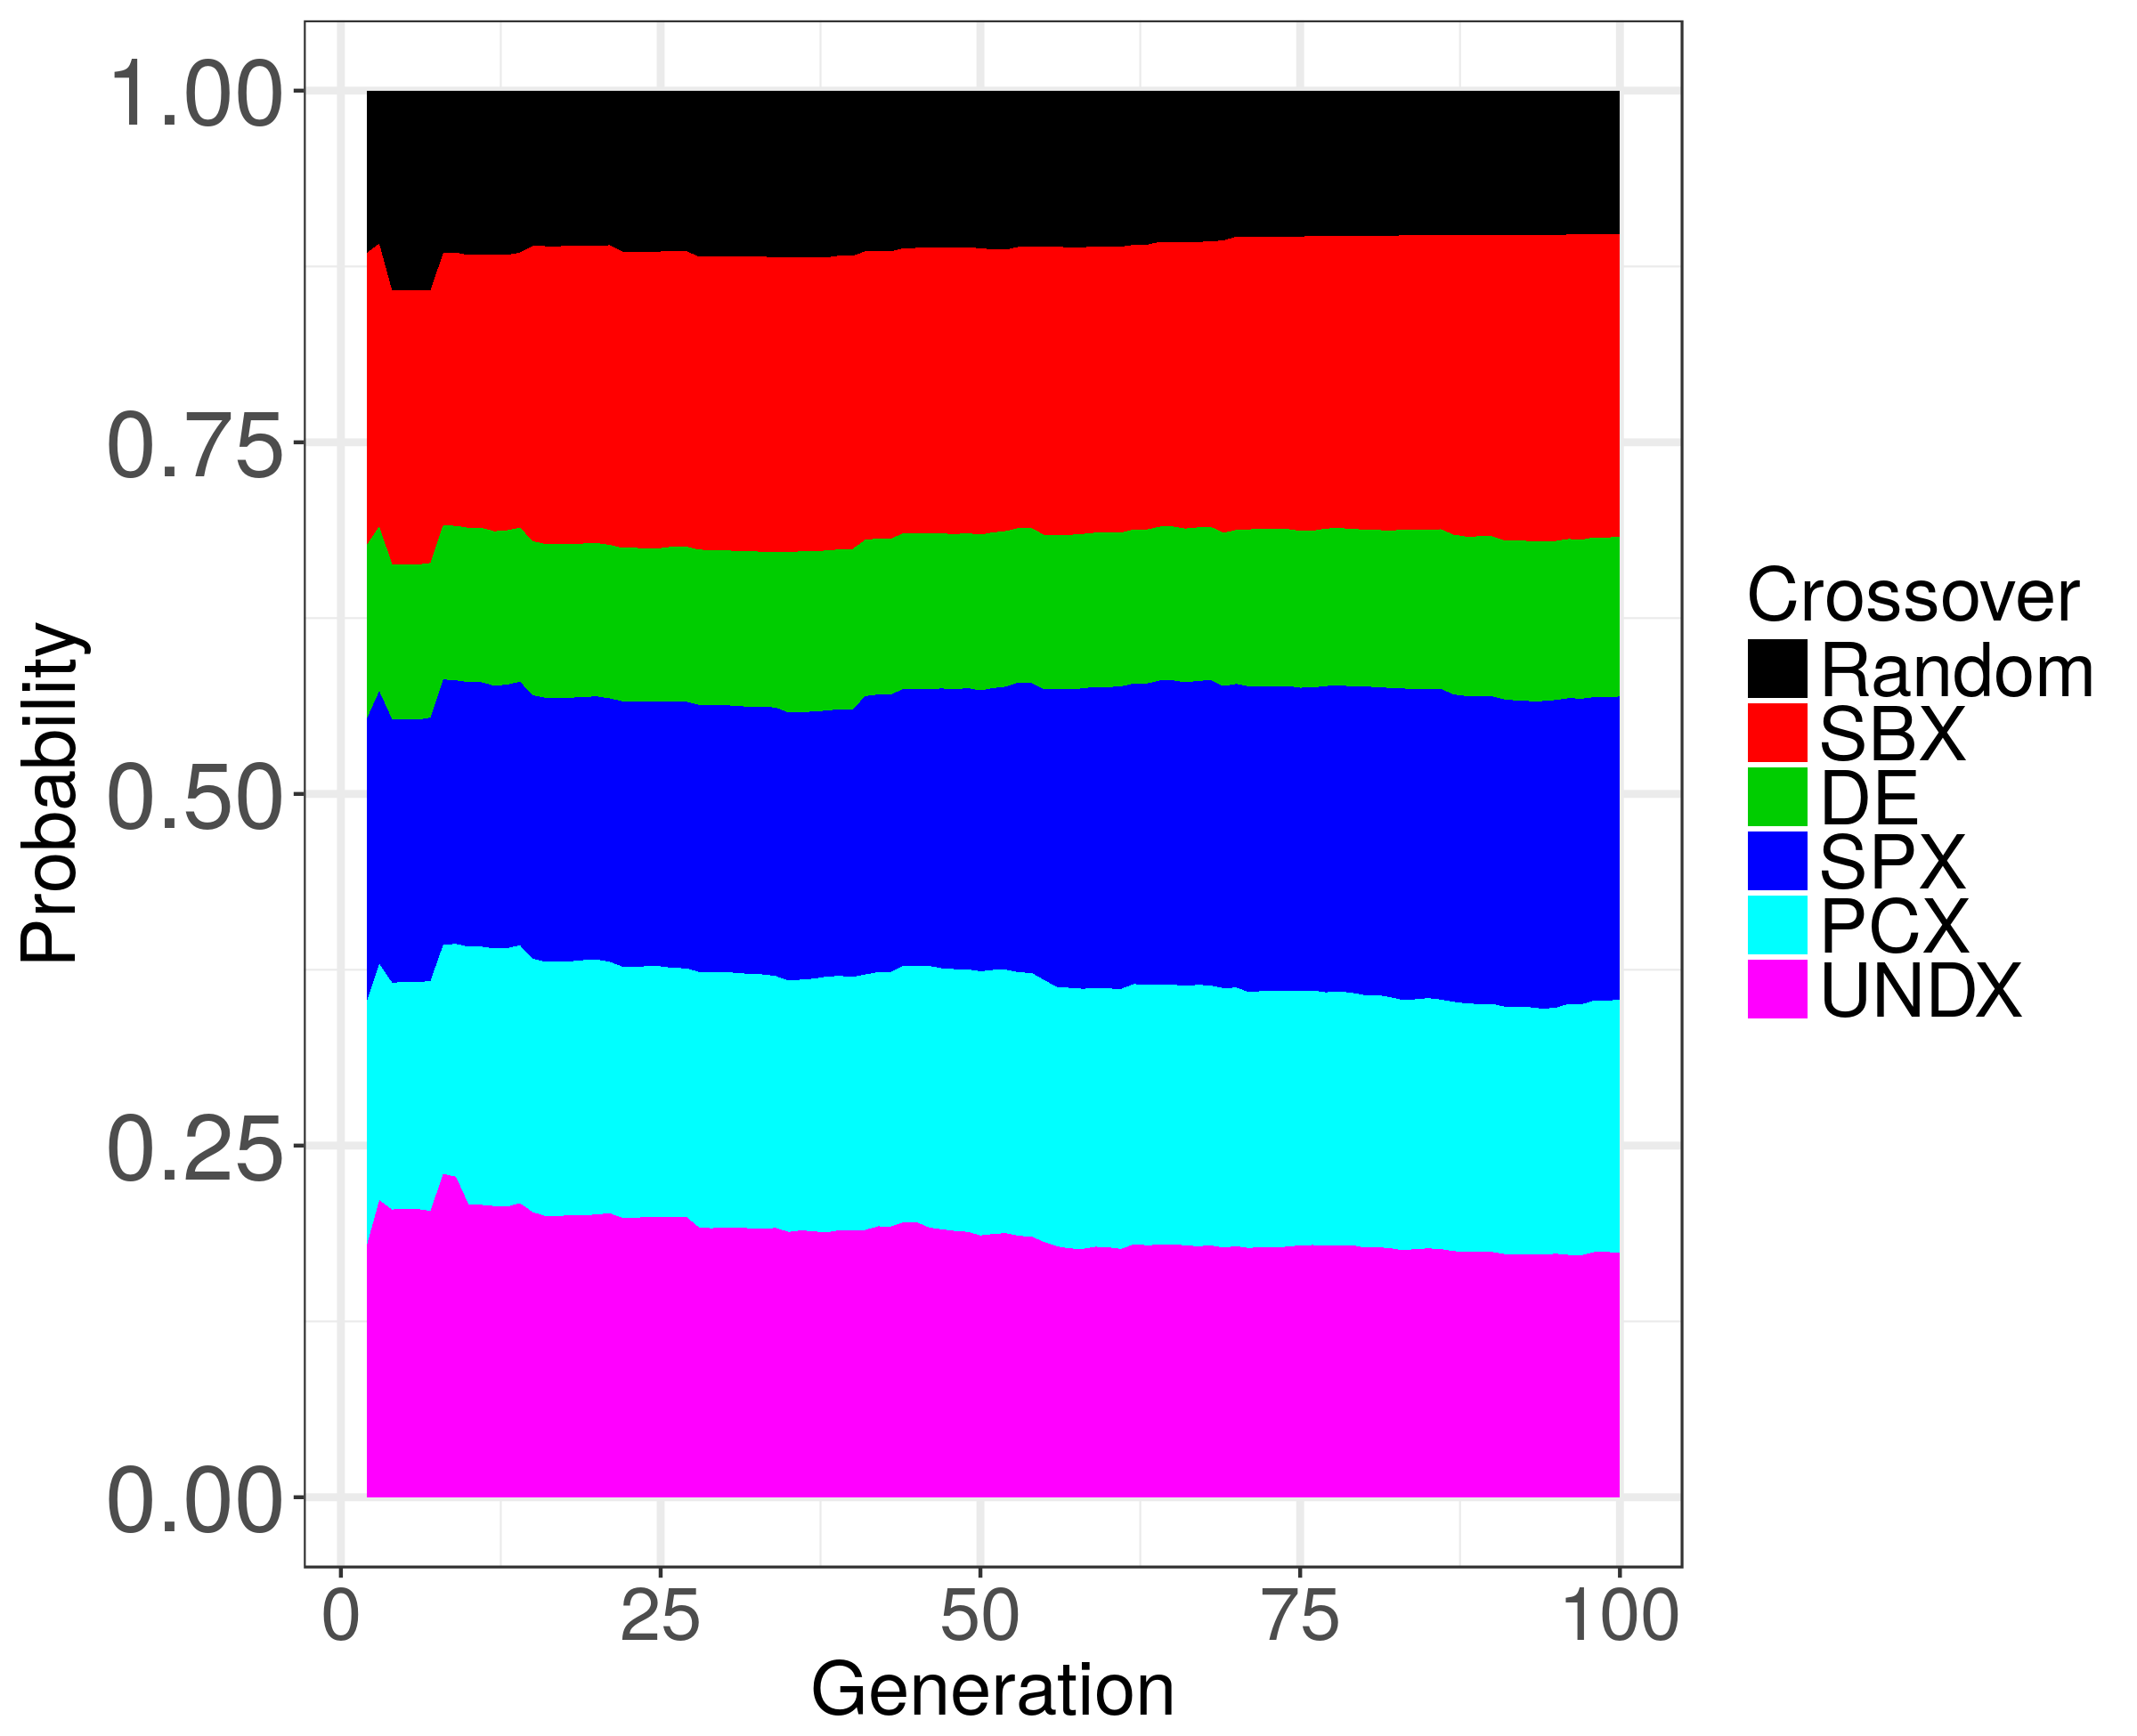 1.00
0.75
0.50
0.25
0.00
Probability
0 25 50 75 100
Generation
Crossover
Random
SBX
DE
SPX
PCX
UNDX